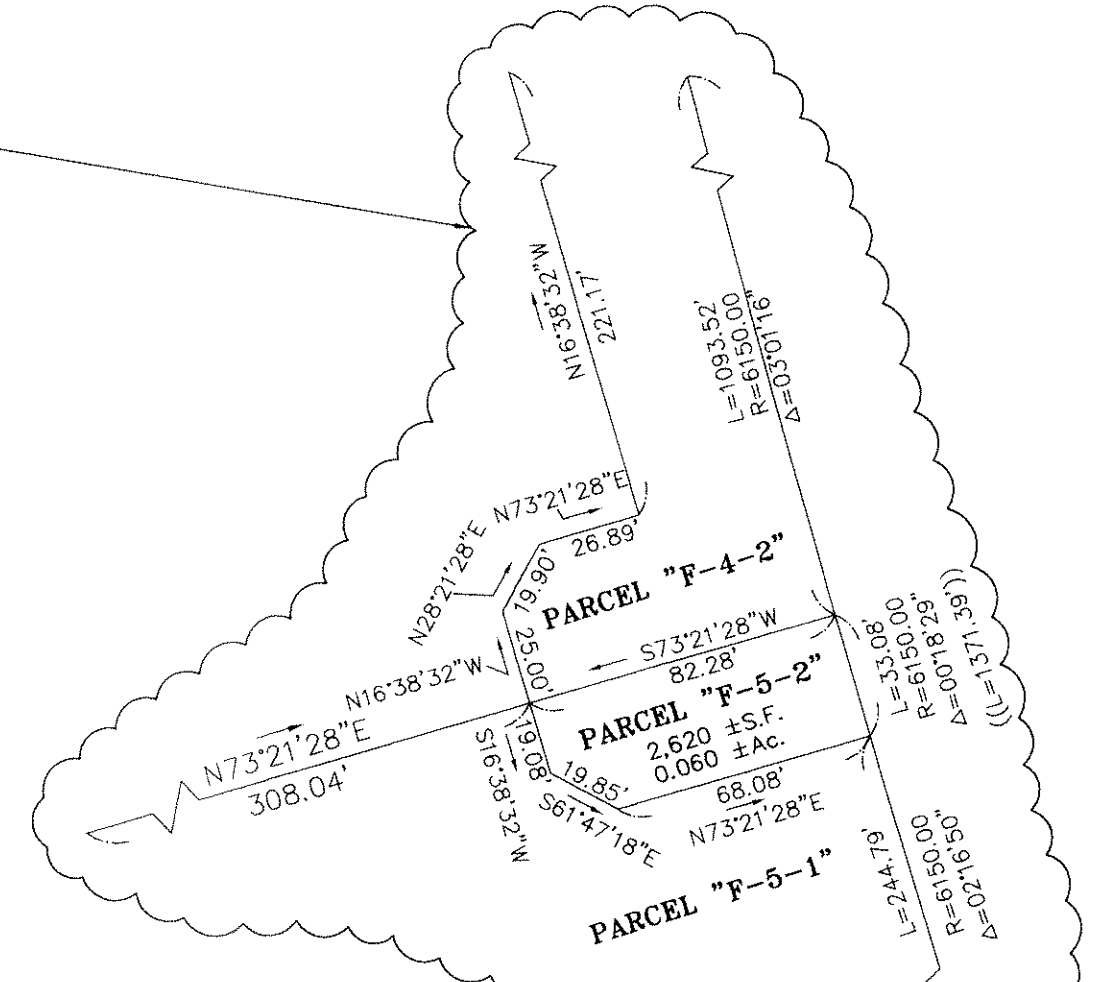 N16°38'32"W
221.17'
L=1093.52'
R=6150.00
Δ=03°01'16"
N73°21'28"E
26.89'
N28°21'28"E
19.90'
PARCEL "F-4-2"
N16°38'32"W
25.00'
S73°21'28"W
82.28'
L=33.08'
R=6150.00
Δ=00°18'29"
((L=1371.39'))
N73°21'28"E
308.04'
PARCEL "F-5-2"
2,620 ±S.F.
0.060 ±Ac.
S16°38'32"W
19.08'
19.85'
S61°47'18"E
68.08'
N73°21'28"E
PARCEL "F-5-1"
L=244.79'
R=6150.00
Δ=02°16'50"